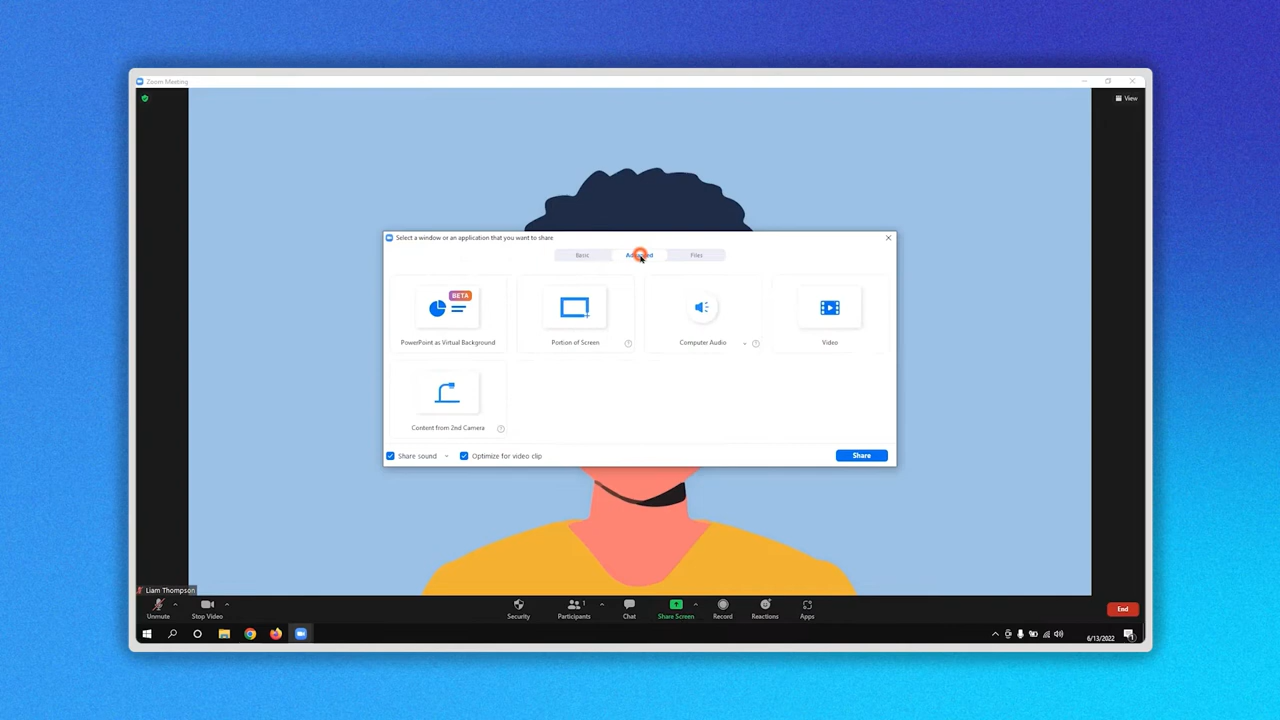 Zoom Meeting
View
Select a window or an application that you want to share
Basic
Files
BETA
PowerPoint as Virtual Background
Portion of Screen
Computer Audio
Video
Content from 2nd Camera
Share sound
Optimize for video clip
Share
Liam Thompson
Unmute
Stop Video
Security
Participants
1
Chat
Share Screen
Record
Reactions
Apps
End
6/13/2022
1